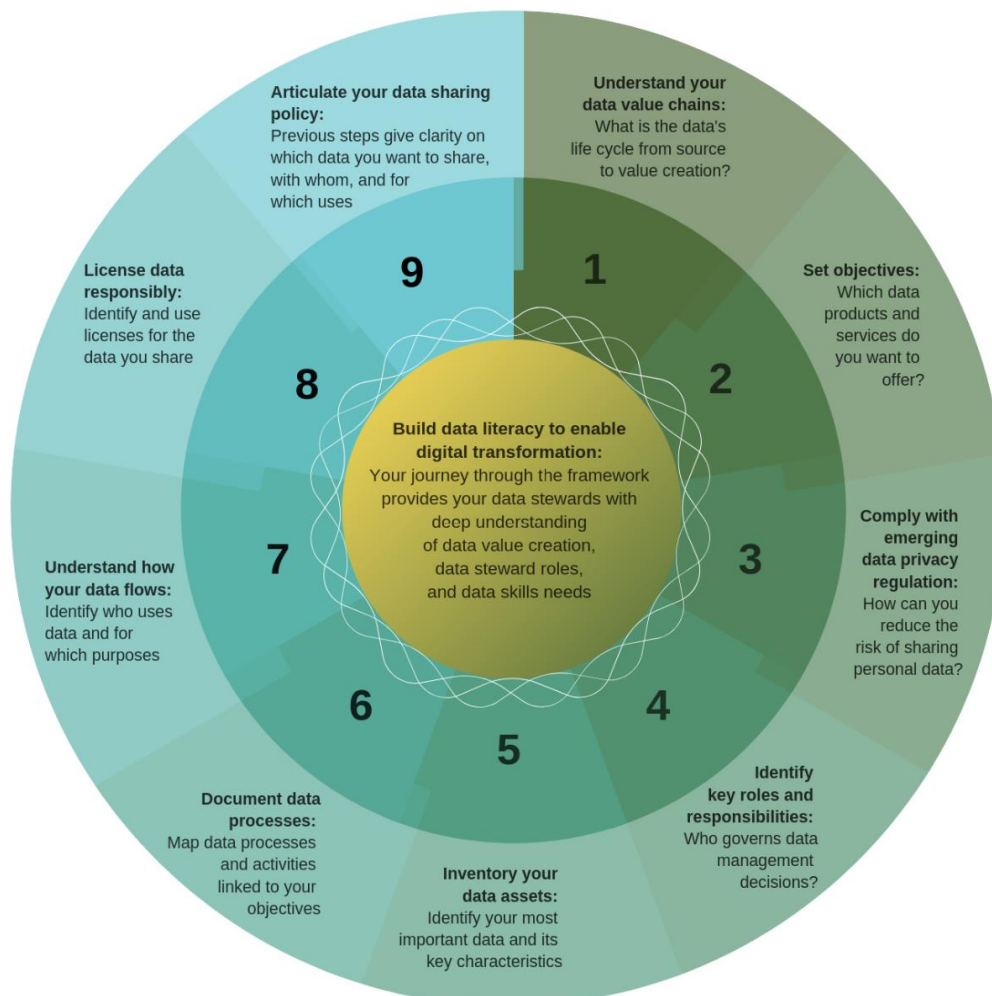 Understand your
data value chains:
What is the data's
life cycle from source
to value creation?
1
Set objectives:
Which data
products and
services do
you want to
offer?
2
Comply with
emerging
data privacy
regulation:
How can you
reduce the
risk of sharing
personal data?
3
Identify
key roles and
responsibilities:
Who governs data
management
decisions?
4
Inventory your
data assets:
Identify your most
important data and its
key characteristics
5
Document data
processes:
Map data processes
and activities
linked to your
objectives
6
Understand how
your data flows:
Identify who uses
data and for
which purposes
7
License data
responsibly:
Identify and use
licenses for the
data you share
8
Articulate your data sharing
policy:
Previous steps give clarity on
which data you want to share,
with whom, and for
which uses
9
Build data literacy to enable
digital transformation:
Your journey through the framework
provides your data stewards with
deep understanding
of data value creation,
data steward roles,
and data skills needs